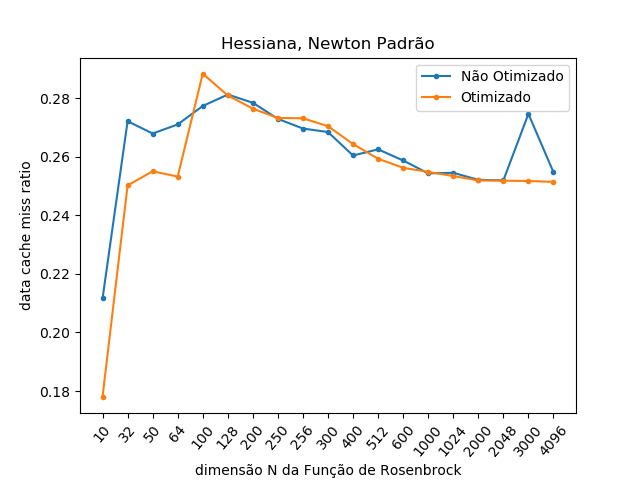 Hessiana, Newton Padrão
Não Otimizado
Otimizado
data cache miss ratio
0.28
0.26
0.24
0.22
0.20
0.18
10 32 50 64 100 128 200 250 256 300 400 512 600 1000 1024 2000 2048 3000 4096
dimensão N da Função de Rosenbrock